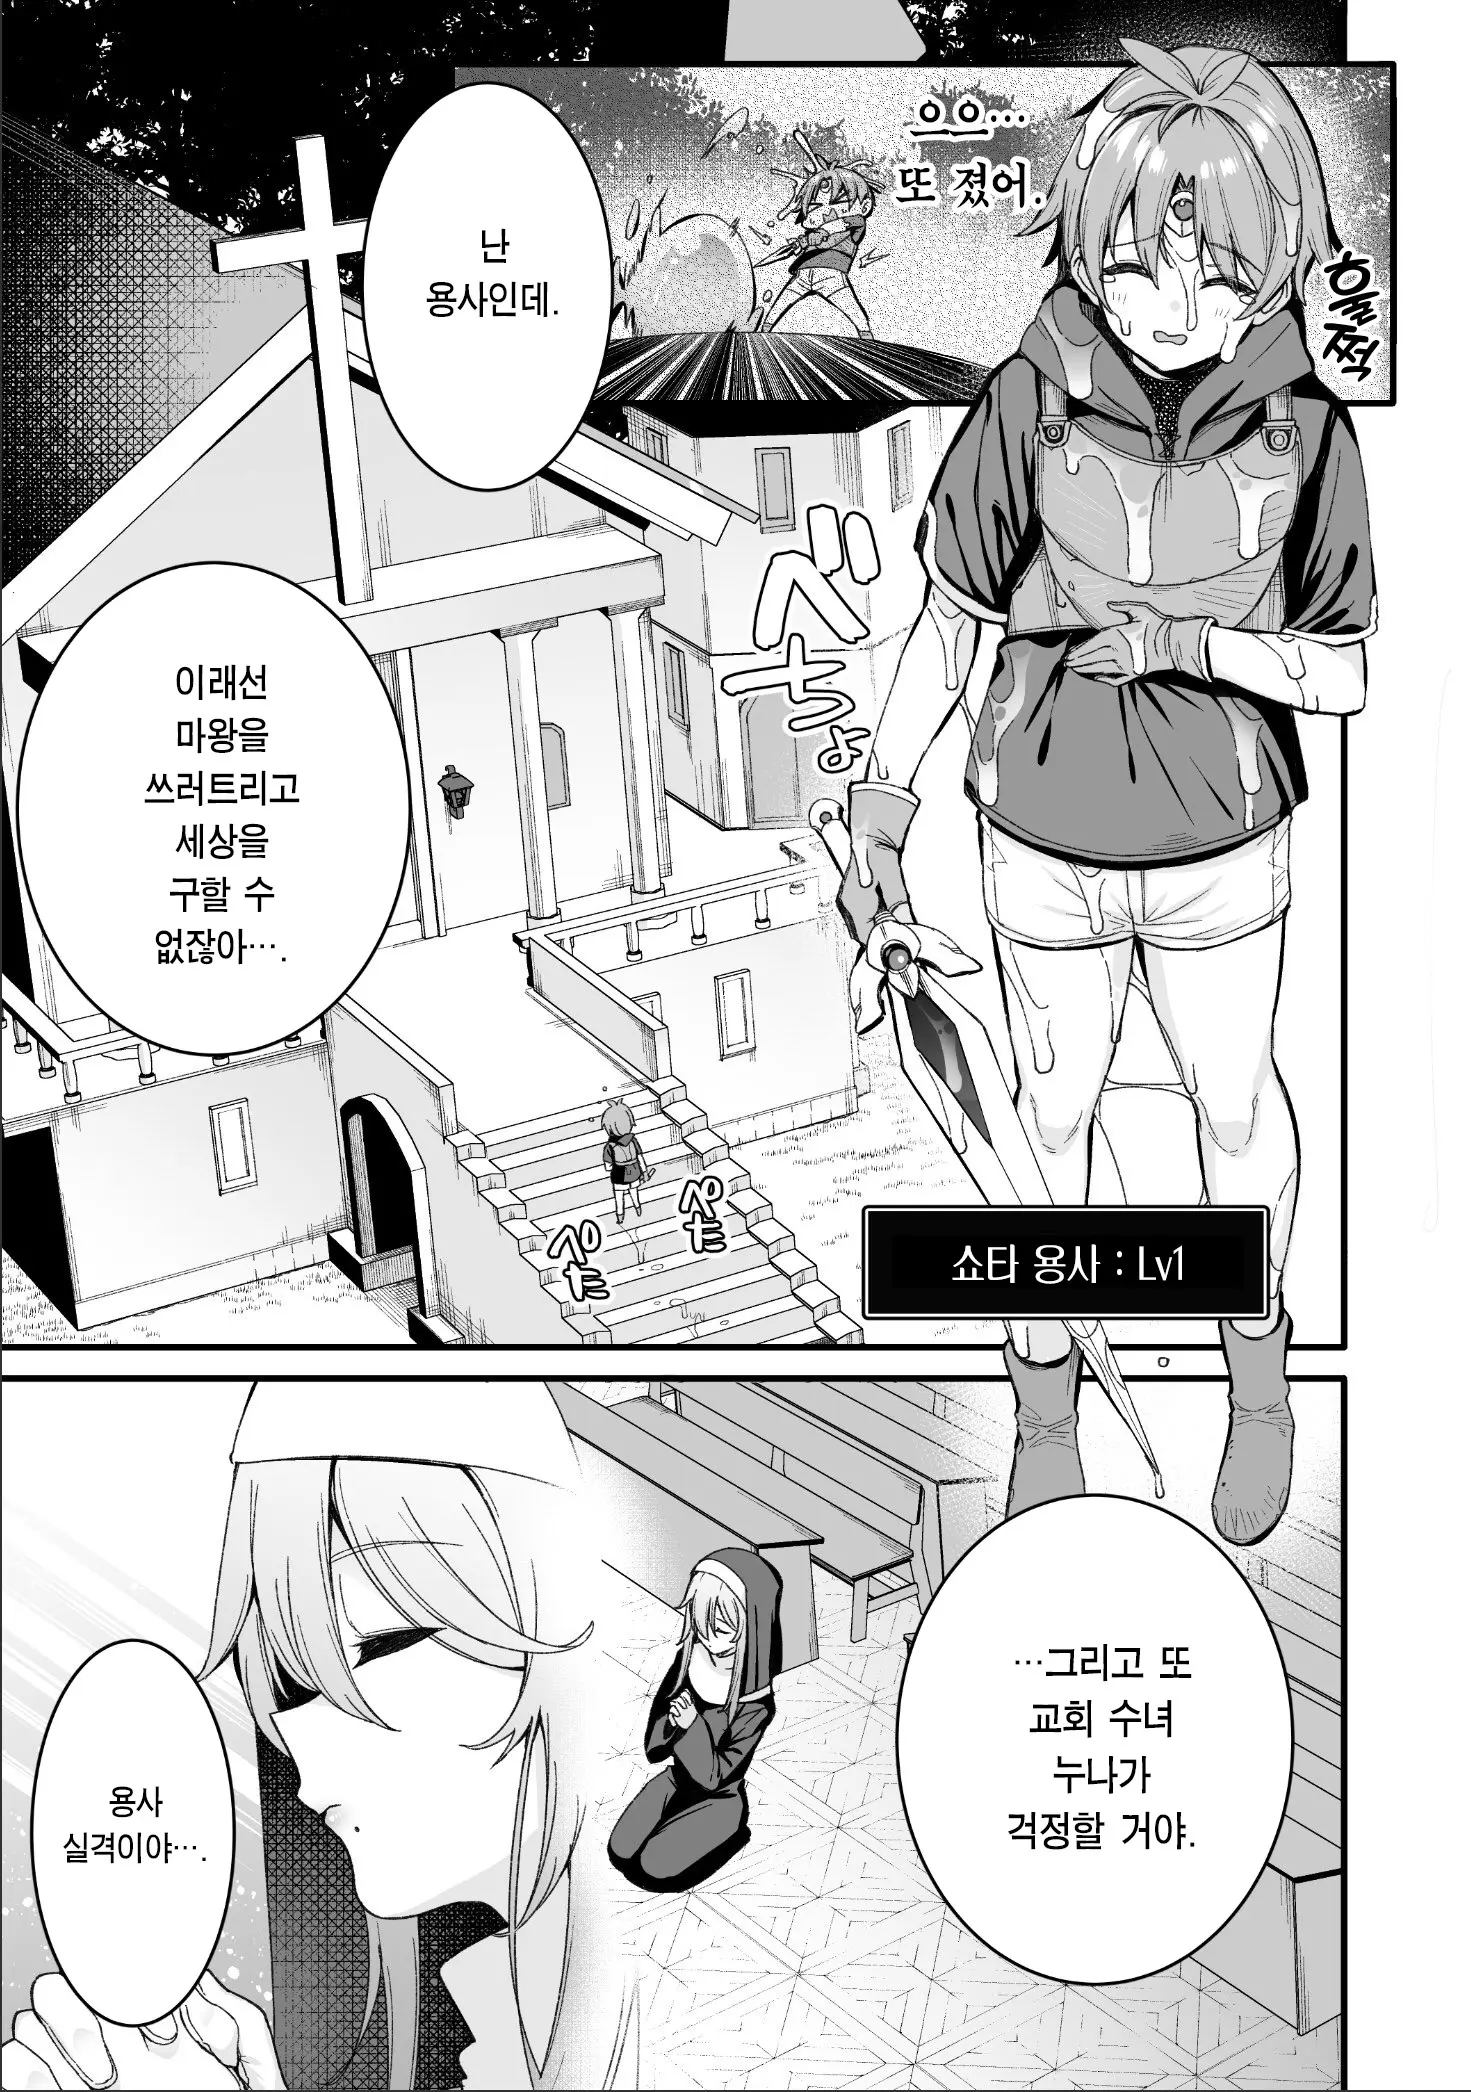 으으…
또 졌어.
훌쩍
난
용사인데.
べちょ
이래선
마왕을
쓰러트리고
세상을
구할 수
없잖아….
ぺた
ぺた
쇼타 용사 : Lv1
…그리고 또
교회 수녀
누나가
걱정할 거야.
용사
실격이야….